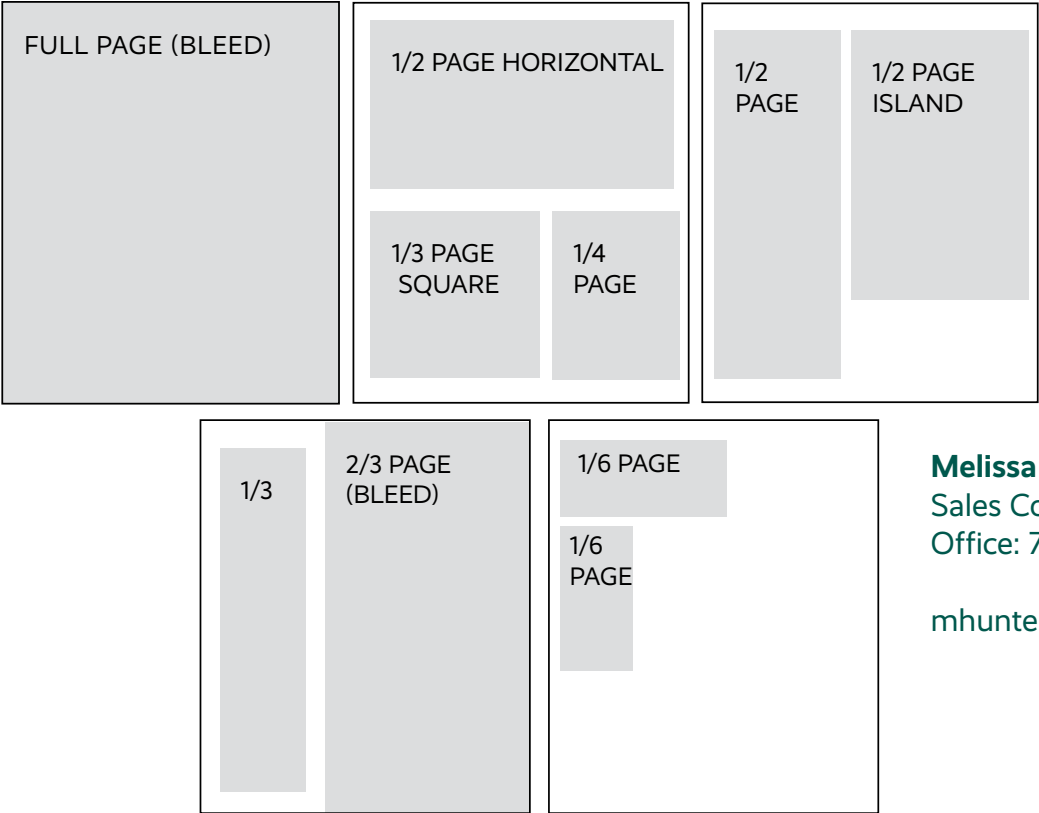 FULL PAGE (BLEED)
1/2 PAGE HORIZONTAL
1/3 PAGE
SQUARE
1/4
PAGE
1/2
PAGE
1/2 PAGE
ISLAND
1/3
2/3 PAGE
(BLEED)
1/6 PAGE
1/6
PAGE
Melissa
Sales
Office: 7